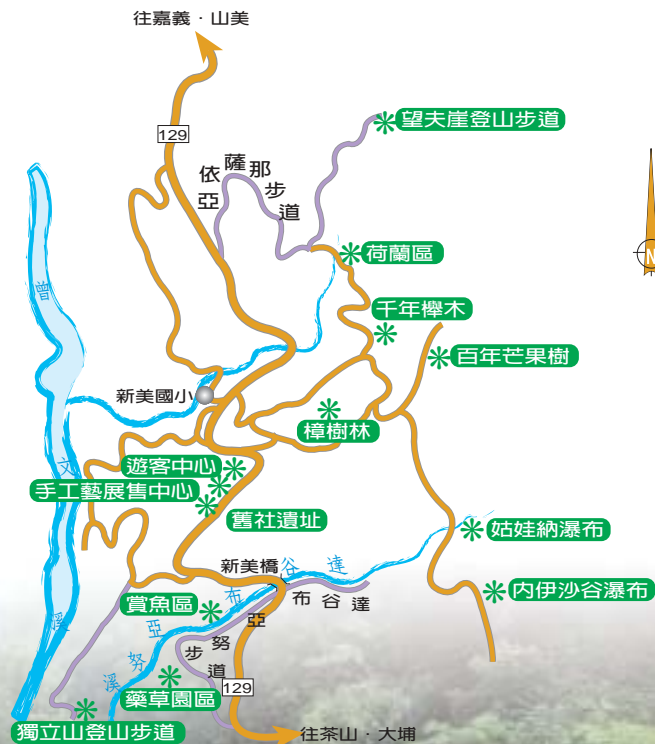 往嘉義．山美
129
望夫崖登山步道
依亞薩那步道
荷蘭區
N
千年櫸木
百年芒果樹
新美國小
樟樹林
曾文溪
遊客中心
手工藝展售中心
舊社遺址
姑娃納瀑布
新美橋
亞布谷達
內伊沙谷瀑布
賞魚區
努亞布谷達溪
努步道
藥草園區
129
獨立山登山步道
往茶山．大埔